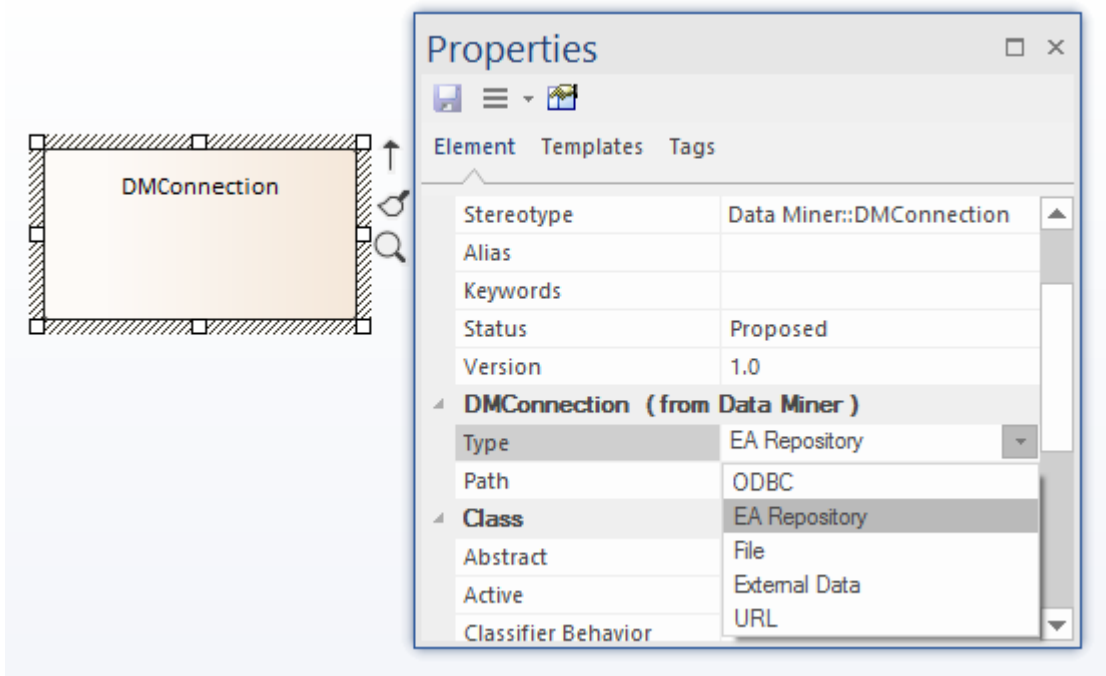 DMConnection
Properties
Element Templates Tags
Stereotype Data Miner::DMConnection
Alias
Keywords
Status Proposed
Version 1.0
DMConnection (from Data Miner )
Type EA Repository
Path
ODBC
Class
EA Repository
Abstract
File
Active
External Data
Classifier Behavior
URL